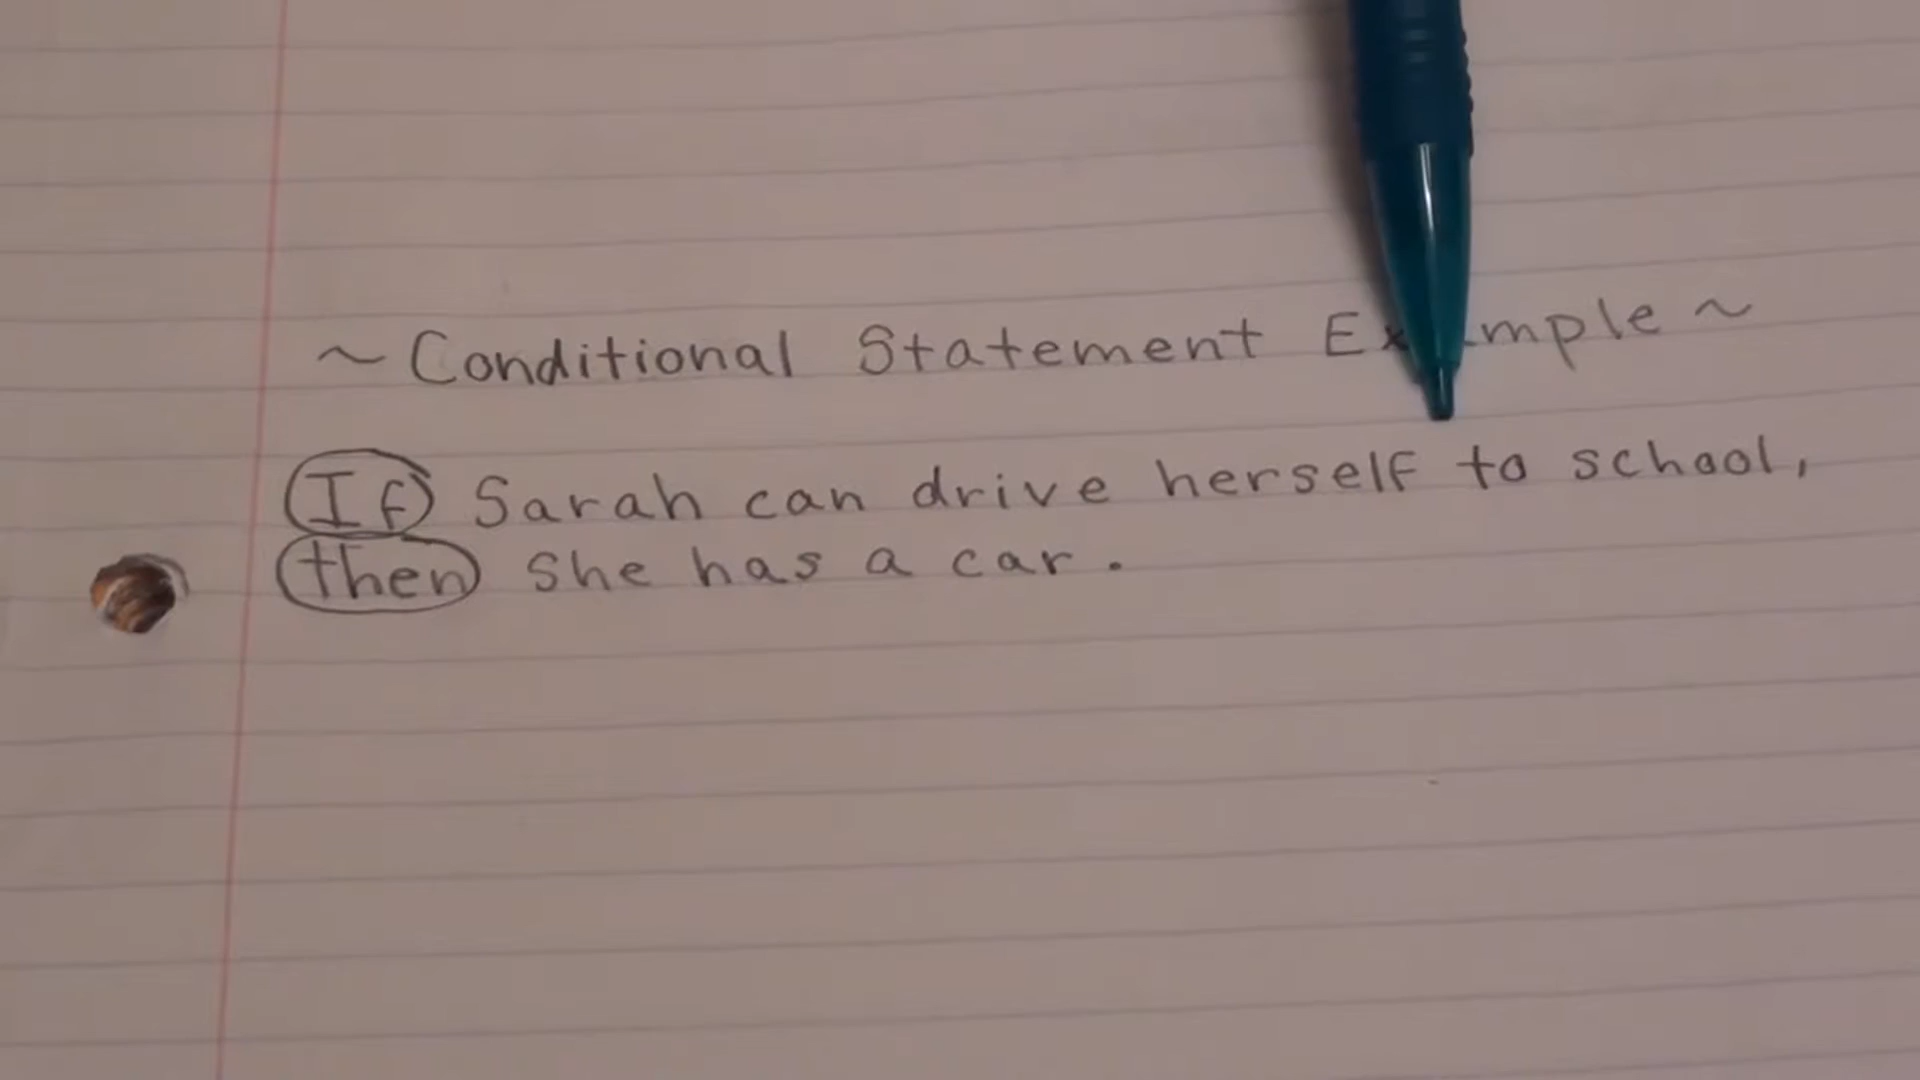 ~ Conditional Statement Example ~
If Sarah can drive herself to school,
then she has a car.